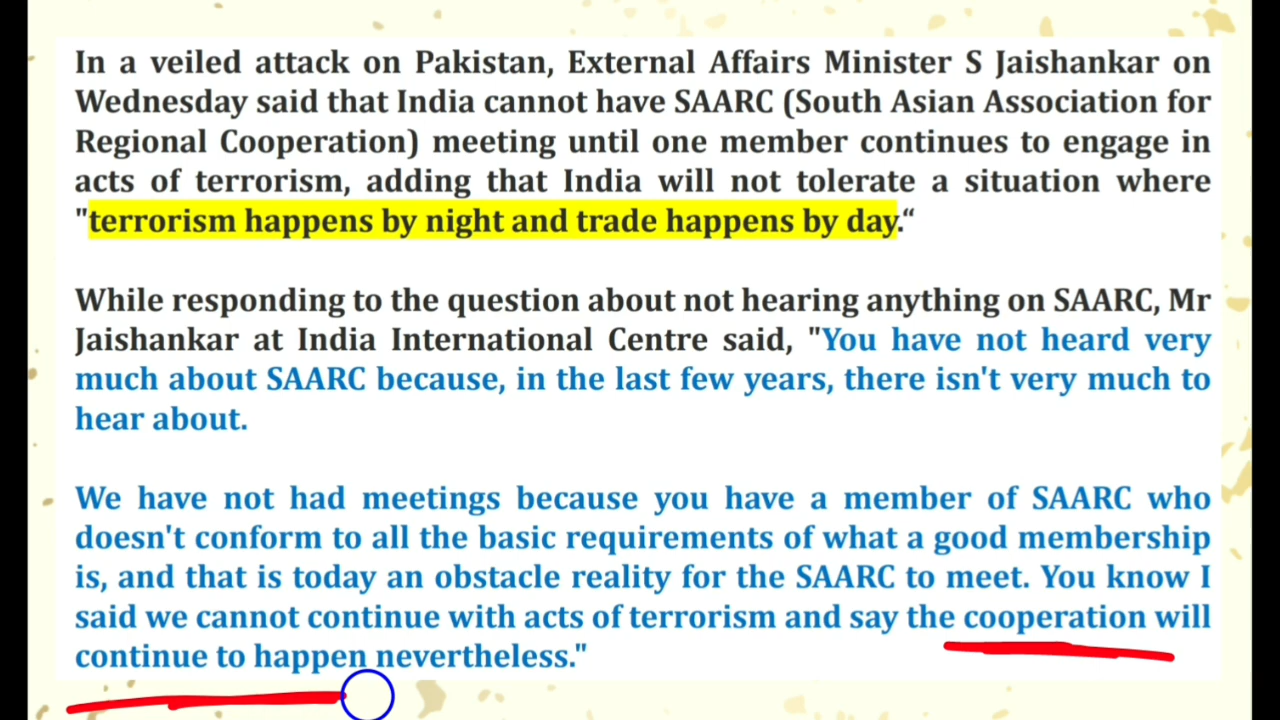 In a veiled attack on Pakistan, External Affairs Minister S Jaishankar on
Wednesday said that India cannot have SAARC (South Asian Association for
Regional Cooperation) meeting until one member continues to engage in
acts of terrorism, adding that India will not tolerate a situation where
"terrorism happens by night and trade happens by day.“
While responding to the question about not hearing anything on SAARC, Mr
Jaishankar at India International Centre said, "You have not heard very
much about SAARC because, in the last few years, there isn't very much to
hear about.
We have not had meetings because you have a member of SAARC who
doesn't conform to all the basic requirements of what a good membership
is, and that is today an obstacle reality for the SAARC to meet. You know I
said we cannot continue with acts of terrorism and say the cooperation will
continue to happen nevertheless."